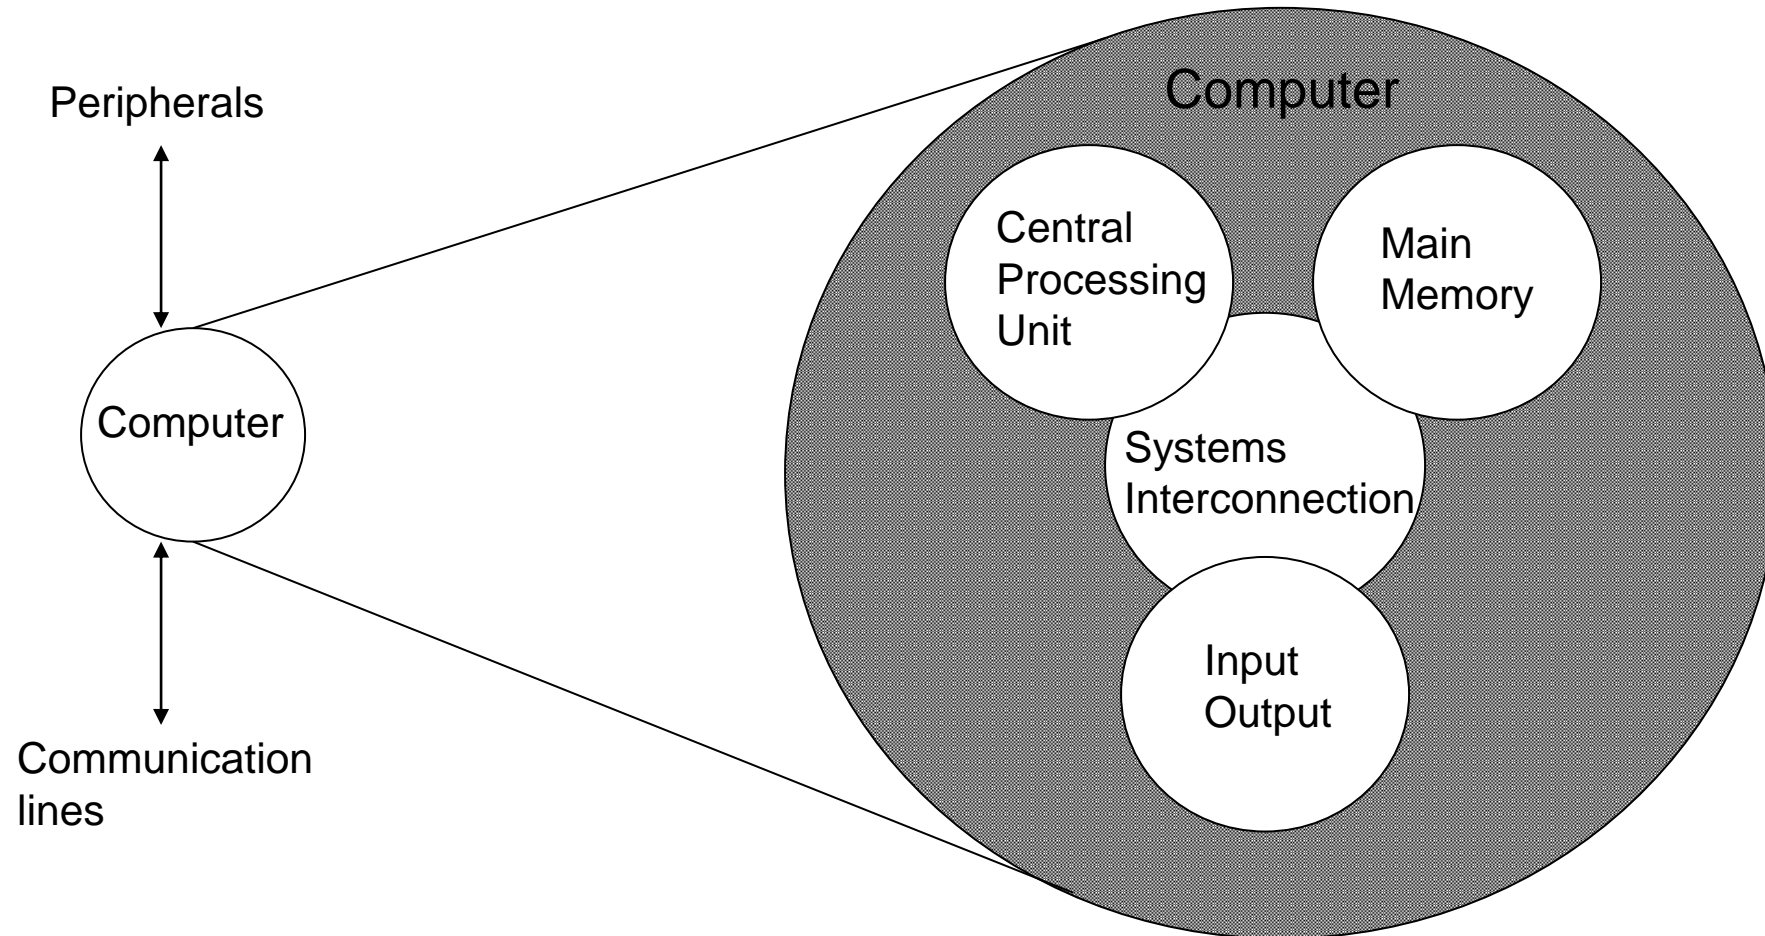 Peripherals
Computer
Communication
lines
Computer
Central
Processing
Unit
Main
Memory
Systems
Interconnection
Input
Output